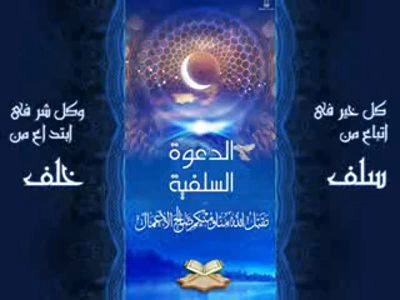 كل خير في
اتباع من
سلف
وكل شر في
ابتداع من
خلف
الدعوة
السلفية
تقبل الله منا ومنكم صالح الأعمال